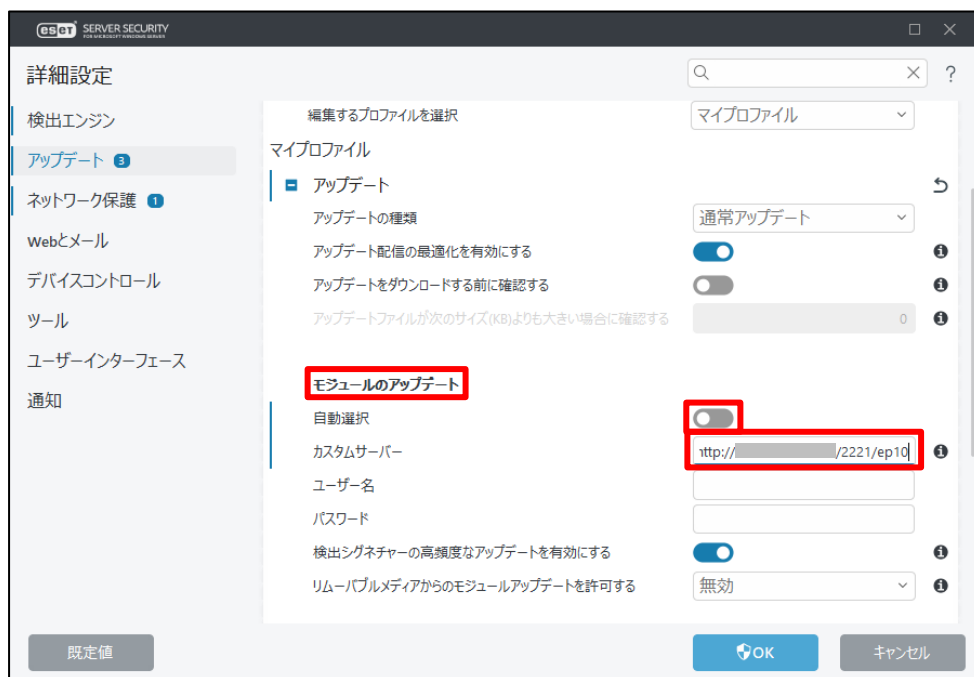 eset SERVER SECURITY
FOR MICROSOFT WINDOWS SERVER
詳細設定
?
検出エンジン
アップデート 3
ネットワーク保護 1
Webとメール
デバイスコントロール
ツール
ユーザーインターフェース
通知
編集するプロファイルを選択 マイプロファイル
マイプロファイル
アップデート
アップデートの種類 通常アップデート
アップデート配信の最適化を有効にする
アップデートをダウンロードする前に確認する
アップデートファイルが次のサイズ(KB)よりも大きい場合に確認する 0
モジュールのアップデート
自動選択
カスタムサーバー http:// /2221/ep10
ユーザー名
パスワード
検出シグネチャーの高頻度なアップデートを有効にする
リムーバブルメディアからのモジュールアップデートを許可する 無効
既定値 OK キャンセル